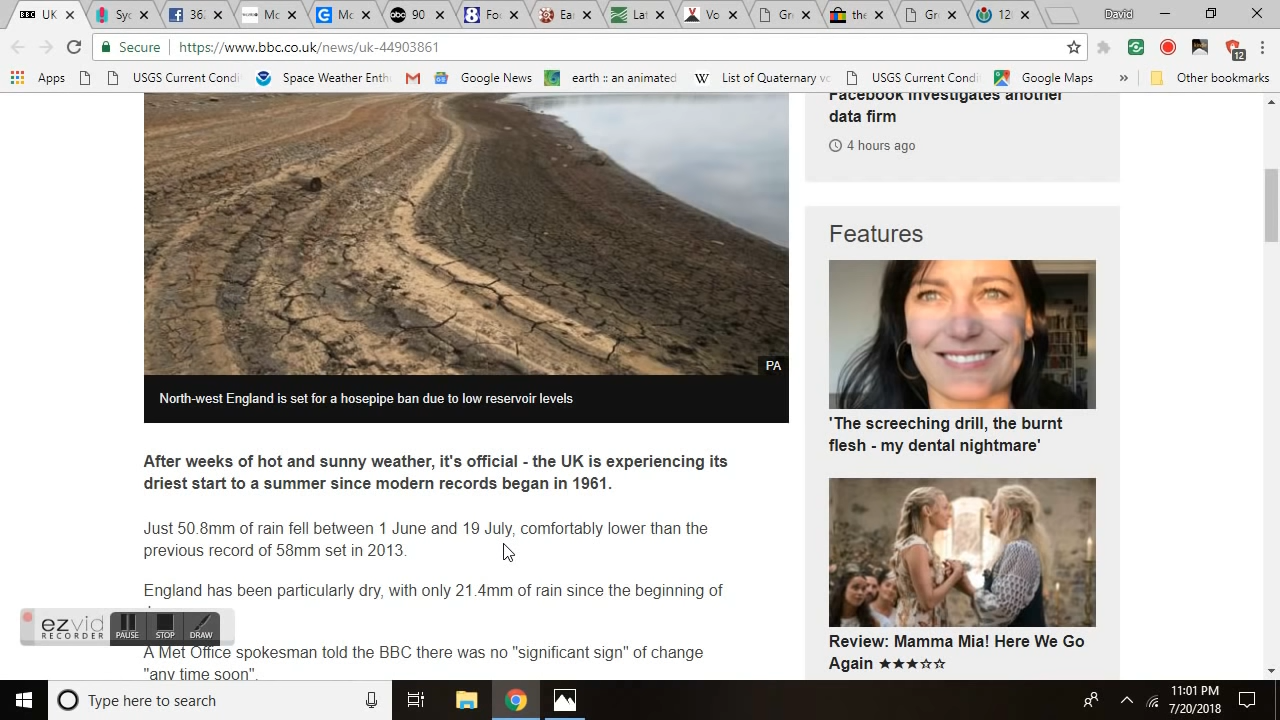 UK
Syc
362
Mc
Mc
90
Foc
Ear
Lat
Vo
Gre
the
Gre
12
David
Secure
https://www.bbc.co.uk/news/uk-44903861
12
Apps
USGS Current Condi
Space Weather Enth
Google News
earth :: an animated
List of Quaternary vo
USGS Current Condi
Google Maps
»
Other bookmarks
Facebook investigates another
data firm
4 hours ago
PA
North-west England is set for a hosepipe ban due to low reservoir levels
After weeks of hot and sunny weather, it's official - the UK is experiencing its
driest start to a summer since modern records began in 1961.
Just 50.8mm of rain fell between 1 June and 19 July, comfortably lower than the
previous record of 58mm set in 2013.
England has been particularly dry, with only 21.4mm of rain since the beginning of
A Met Office spokesman told the BBC there was no "significant sign" of change
"any time soon".
Features
'The screeching drill, the burnt
flesh - my dental nightmare'
Review: Mamma Mia! Here We Go
Again ★★★☆☆
ezvid
RECORDER
PAUSE
STOP
DRAW
Type here to search
11:01 PM
7/20/2018